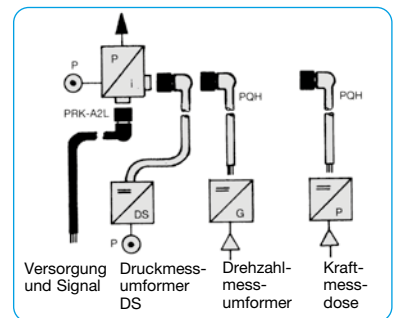 P
P
i
PRK-A2L
PQH
PQH
DS
G
P
P
Versorgung
und Signal
Druckmess-
umformer
DS
Drehzahl-
mess-
umformer
Kraft-
mess-
dose